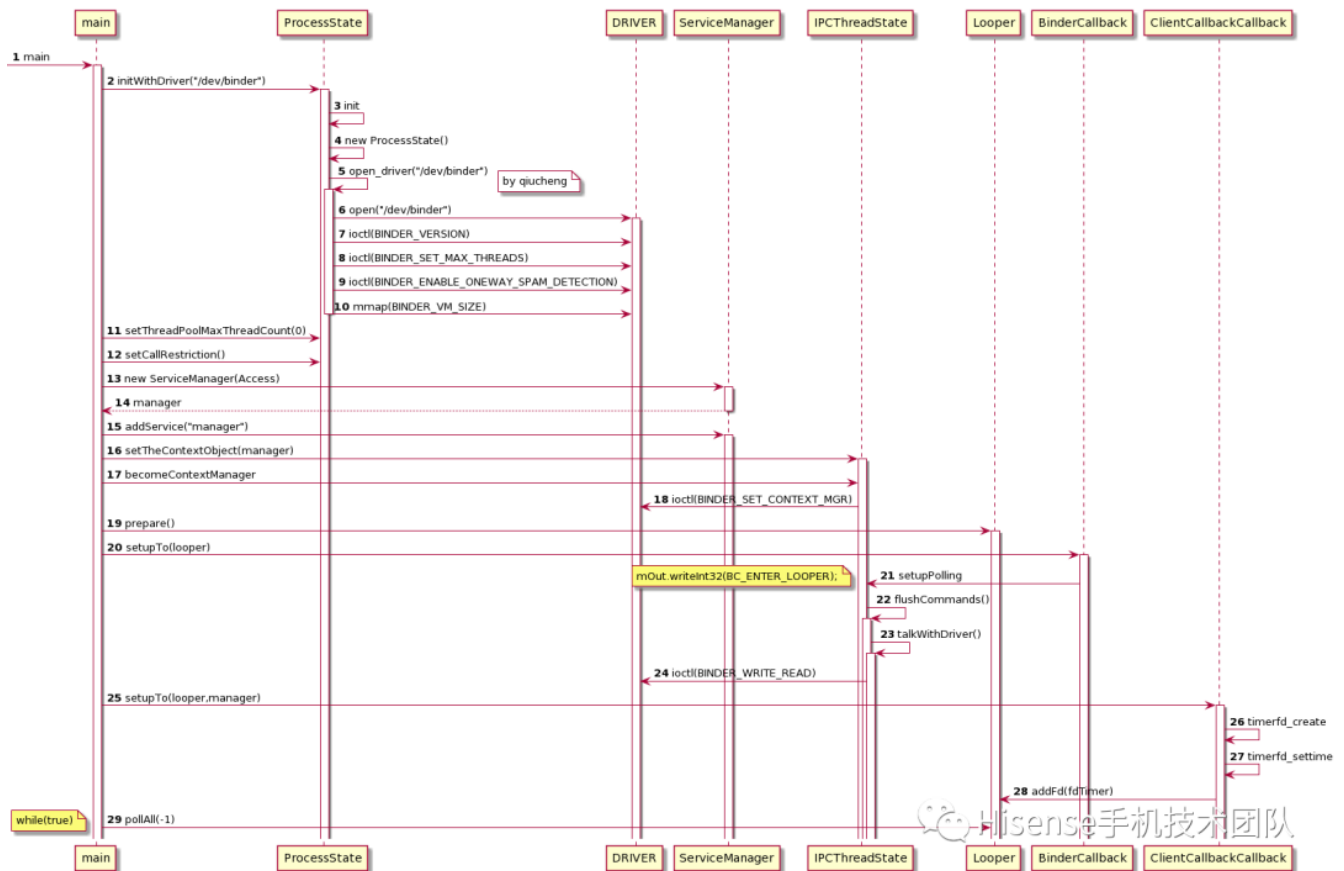 main ProcessState DRIVER ServiceManager IPCThreadState Looper BinderCallback ClientCallbackCallback
1 main
2 initWithDriver("/dev/binder")
3 init
4 new ProcessState()
5 open_driver("/dev/binder")
by qiucheng
6 open("/dev/binder")
7 ioctl(BINDER_VERSION)
8 ioctl(BINDER_SET_MAX_THREADS)
9 ioctl(BINDER_ENABLE_ONEWAY_SPAM_DETECTION)
10 mmap(BINDER_VM_SIZE)
11 setThreadPoolMaxThreadCount(0)
12 setCallRestriction()
13 new ServiceManager(Access)
14 manager
15 addService("manager")
16 setTheContextObject(manager)
17 becomeContextManager
18 ioctl(BINDER_SET_CONTEXT_MGR)
19 prepare()
20 setupTo(looper)
mOut.writeInt32(BC_ENTER_LOOPER);
21 setupPolling
22 flushCommands()
23 talkWithDriver()
24 ioctl(BINDER_WRITE_READ)
25 setupTo(looper,manager)
26 timerfd_create
27 timerfd_settime
28 addFd(fdTimer)
while(true)
29 pollAll(-1)
Hisense手机技术团队
main ProcessState DRIVER ServiceManager IPCThreadState Looper BinderCallback ClientCallbackCallback